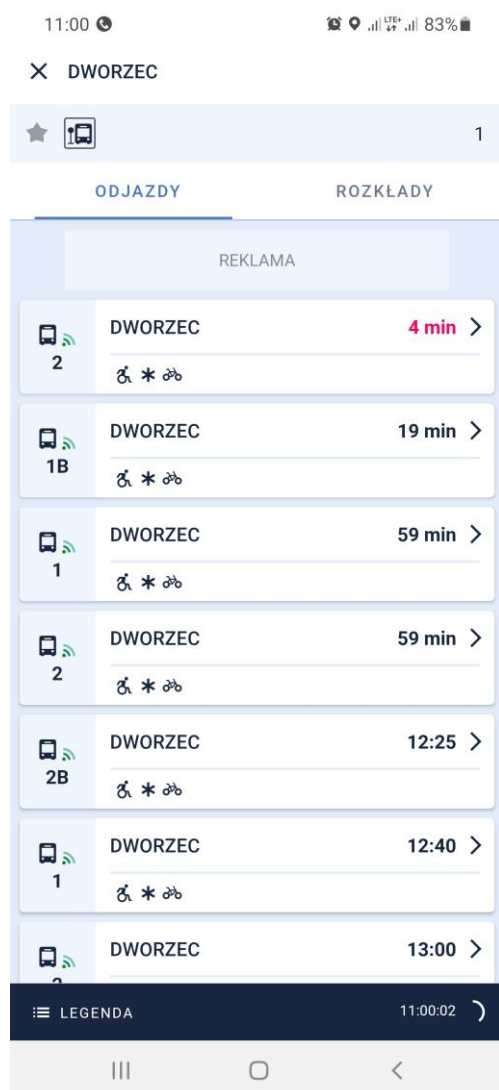 11:00 LTE+ 83%
DWORZEC
1
ODJAZDY ROZKŁADY
REKLAMA
DWORZEC 4 min
2
DWORZEC 19 min
1B
DWORZEC 59 min
1
DWORZEC 59 min
2
DWORZEC 12:25
2B
DWORZEC 12:40
1
DWORZEC 13:00
LEGENDA 11:00:02